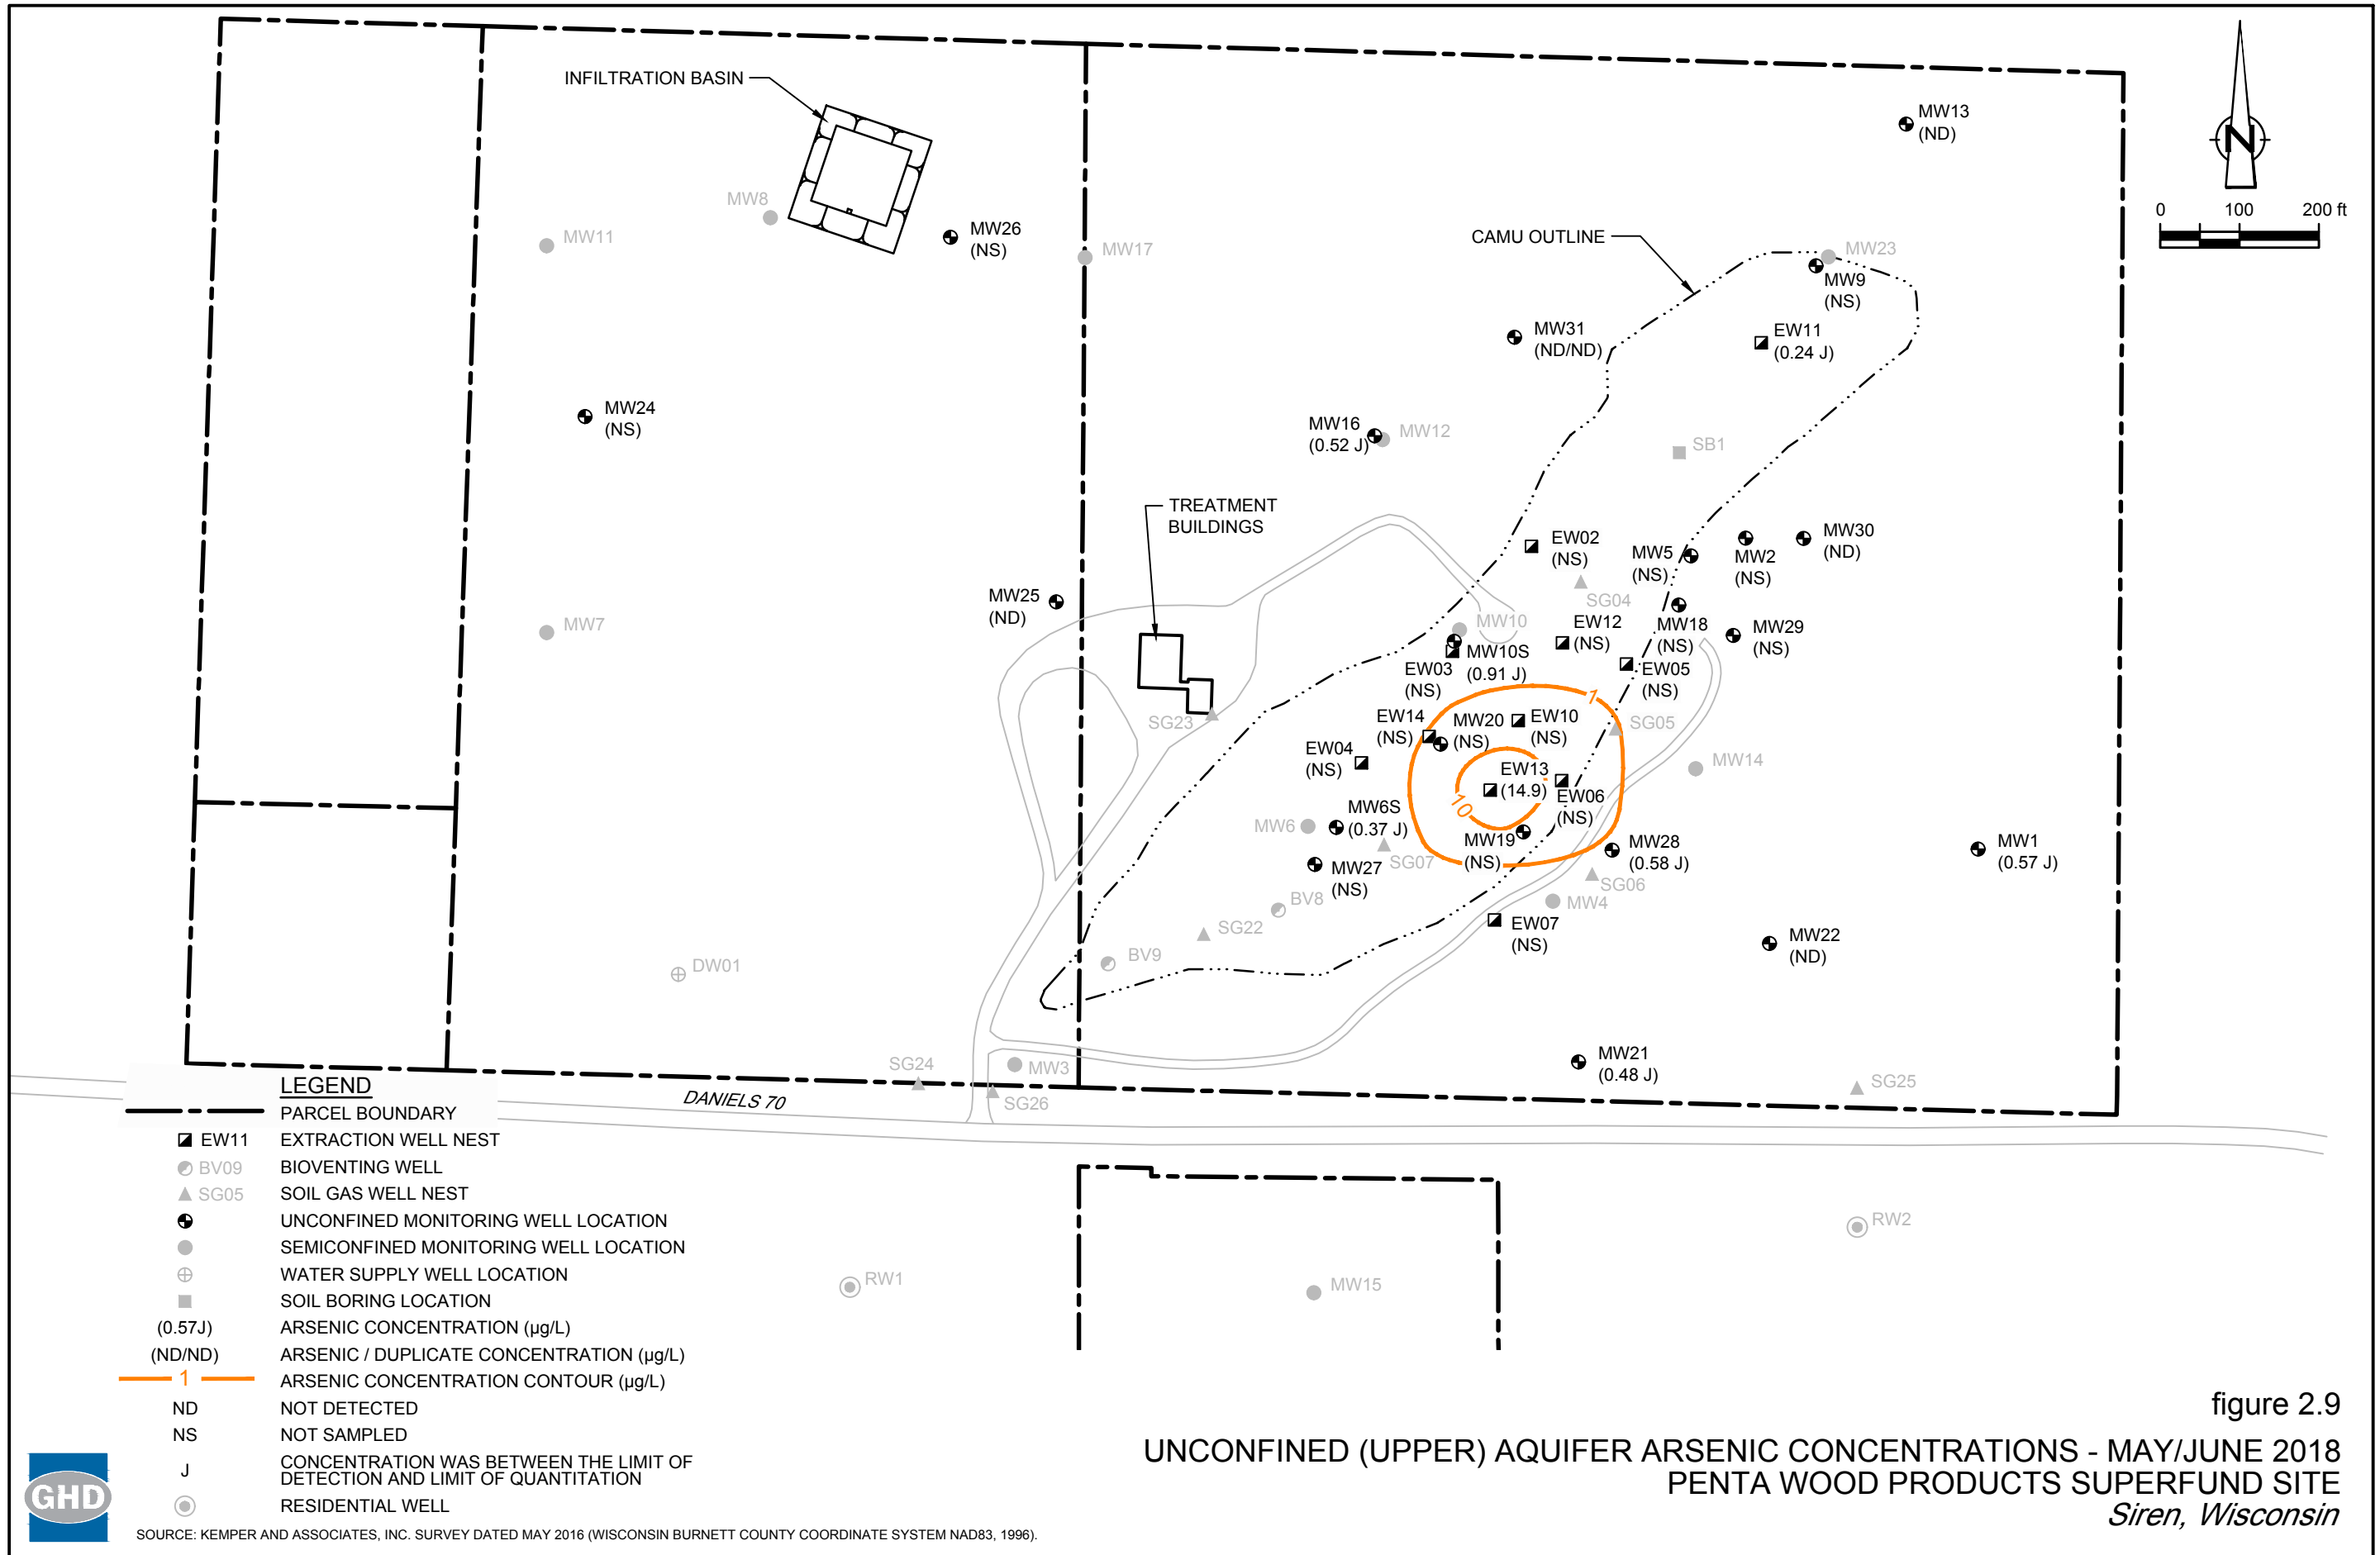 INFILTRATION BASIN
MW13
(ND)
N
0 100 200 ft
MW8
MW11
MW26
(NS)
MW17
CAMU OUTLINE
MW23
MW9
(NS)
MW31
(ND/ND)
EW11
(0.24 J)
MW24
(NS)
MW16
(0.52 J)
MW12
SB1
TREATMENT
BUILDINGS
EW02
(NS)
MW5
(NS)
MW2
(NS)
MW30
(ND)
MW25
(ND)
SG04
MW7
MW10
EW12
(NS)
MW18
(NS)
MW29
(NS)
MW10S
(0.91 J)
EW03
(NS)
EW05
(NS)
1
SG23
EW14
(NS)
MW20
(NS)
EW10
(NS)
SG05
EW04
(NS)
MW14
EW13
(14.9)
10
EW06
(NS)
MW6
MW6S
(0.37 J)
MW19
(NS)
MW28
(0.58 J)
MW1
(0.57 J)
SG07
MW27
(NS)
SG06
BV8
MW4
SG22
EW07
(NS)
MW22
(ND)
BV9
DW01
MW21
(0.48 J)
SG24
MW3
SG26
SG25
DANIELS 70
RW2
RW1
MW15
LEGEND
PARCEL BOUNDARY
EW11 EXTRACTION WELL NEST
BV09 BIOVENTING WELL
SG05 SOIL GAS WELL NEST
UNCONFINED MONITORING WELL LOCATION
SEMICONFINED MONITORING WELL LOCATION
WATER SUPPLY WELL LOCATION
SOIL BORING LOCATION
(0.57J) ARSENIC CONCENTRATION (µg/L)
(ND/ND) ARSENIC / DUPLICATE CONCENTRATION (µg/L)
1 ARSENIC CONCENTRATION CONTOUR (µg/L)
ND NOT DETECTED
NS NOT SAMPLED
J CONCENTRATION WAS BETWEEN THE LIMIT OF
DETECTION AND LIMIT OF QUANTITATION
RESIDENTIAL WELL
GHD
SOURCE: KEMPER AND ASSOCIATES, INC. SURVEY DATED MAY 2016 (WISCONSIN BURNETT COUNTY COORDINATE SYSTEM NAD83, 1996).
figure 2.9
UNCONFINED (UPPER) AQUIFER ARSENIC CONCENTRATIONS - MAY/JUNE 2018
PENTA WOOD PRODUCTS SUPERFUND SITE
Siren, Wisconsin